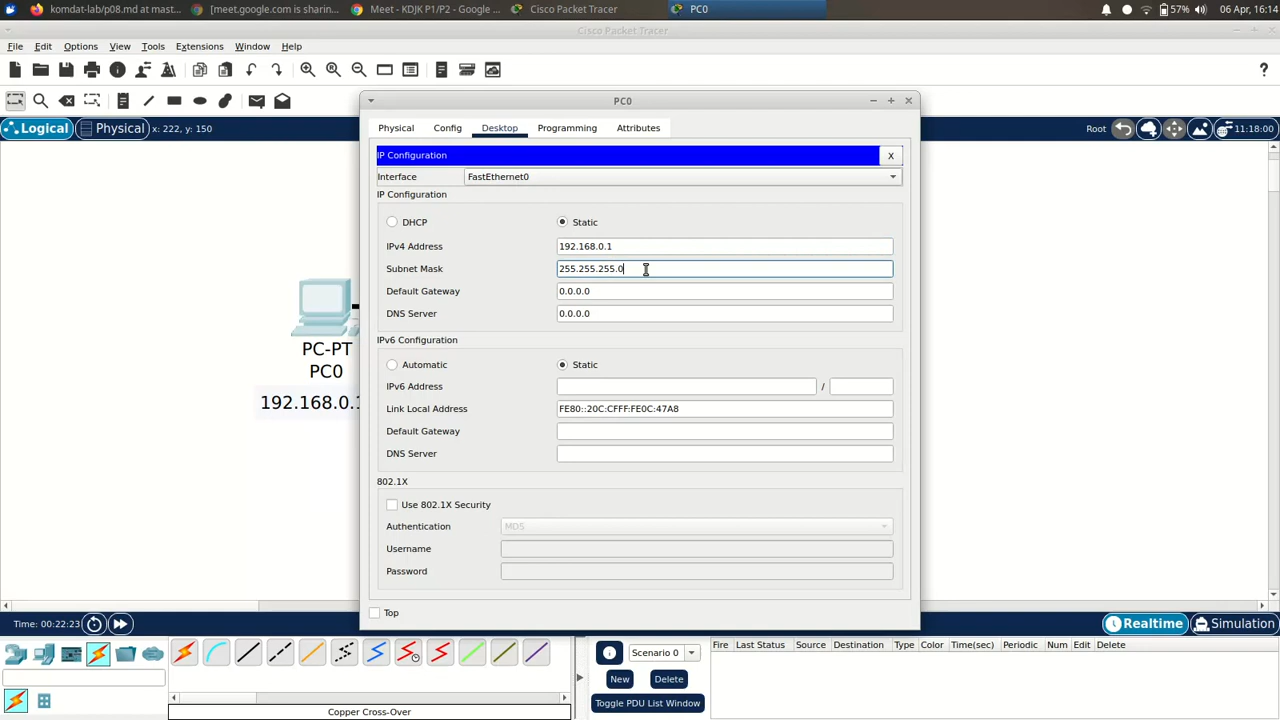 komdat-lab/p08.md at mast...
[meet.google.com is sharin...
Meet - KDJK P1/P2 - Google ...
Cisco Packet Tracer
PC0
57%
06 Apr, 16:14
Cisco Packet Tracer
File Edit Options View Tools Extensions Window Help
?
Logical
Physical
x: 222, y: 150
Root
11:18:00
PC0
Physical Config Desktop Programming Attributes
IP Configuration
X
Interface
FastEthernet0
IP Configuration
DHCP
Static
IPv4 Address
192.168.0.1
Subnet Mask
255.255.255.0
Default Gateway
0.0.0.0
DNS Server
0.0.0.0
IPv6 Configuration
Automatic
Static
IPv6 Address
/
Link Local Address
FE80::20C:CFFF:FE0C:47A8
Default Gateway
DNS Server
802.1X
Use 802.1X Security
Authentication
MD5
Username
Password
Top
PC-PT
PC0
192.168.0.1
Time: 00:22:23
Realtime
Simulation
Scenario 0
New
Delete
Toggle PDU List Window
Fire Last Status Source Destination Type Color Time(sec) Periodic Num Edit Delete
Copper Cross-Over